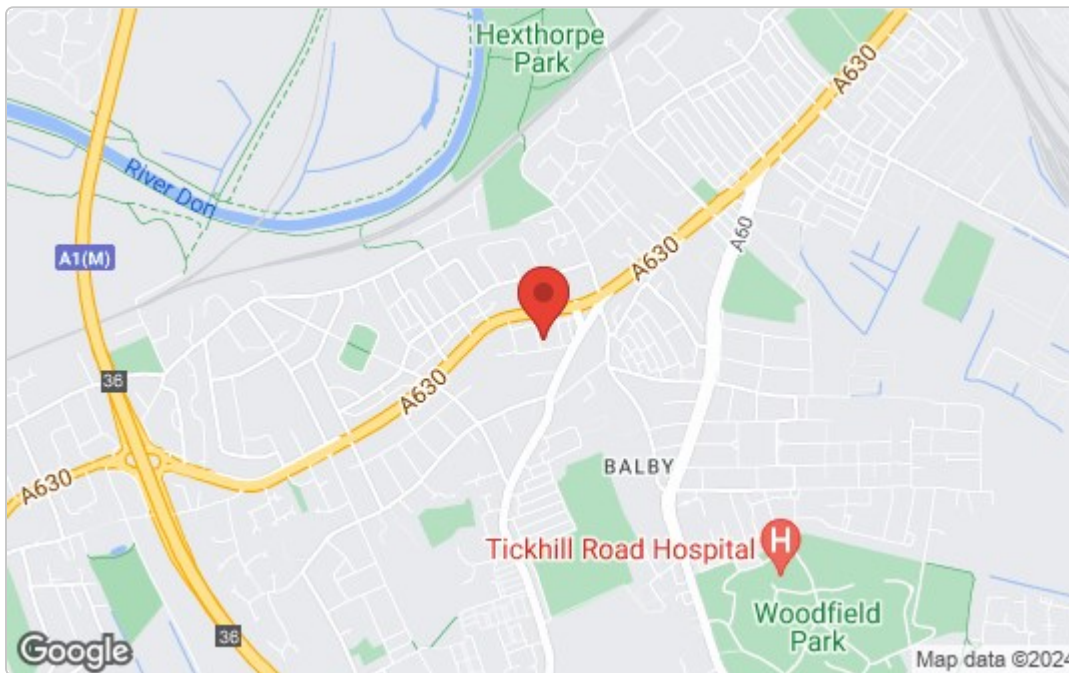 Hexthorpe
Park
A630
River Don
A60
A1(M)
A630
36
A630
BALBY
A630
Tickhill Road Hospital
H
Woodfield
Park
36
Google
Map data ©2024